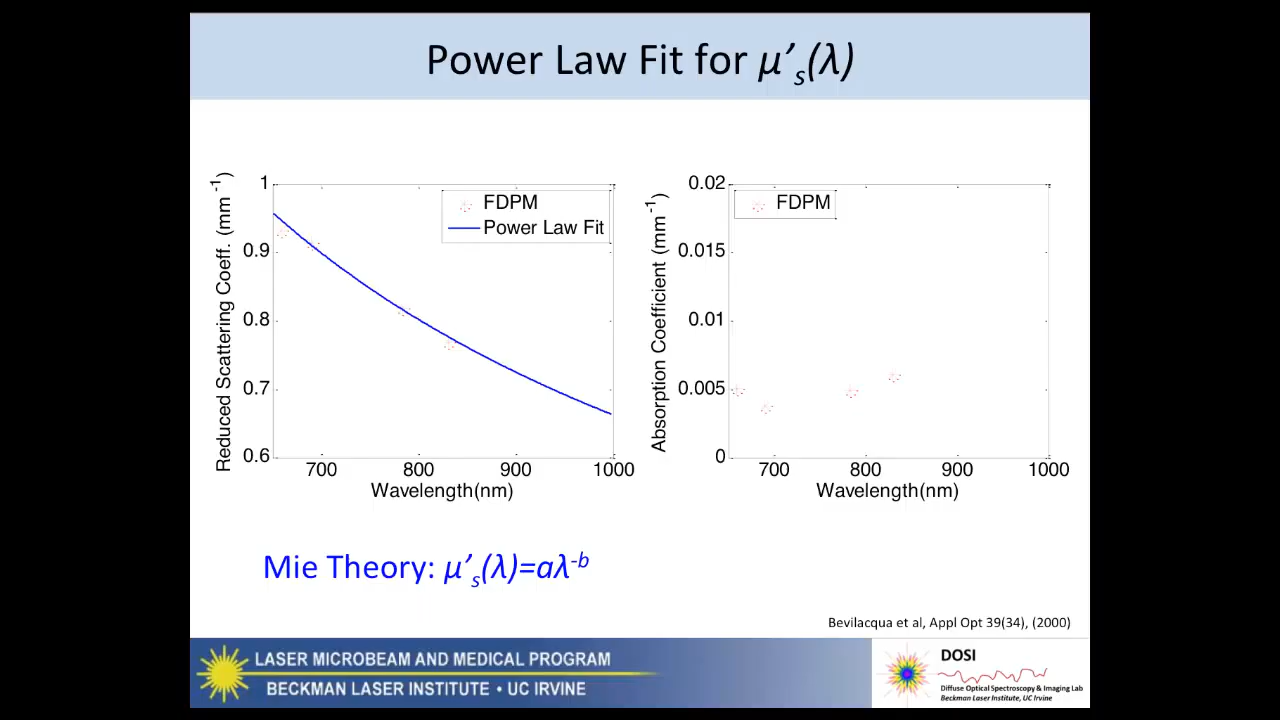 Power Law Fit for μ’s(λ)
Reduced Scattering Coeff. (mm-1)
1
0.9
0.8
0.7
0.6
FDPM
Power Law Fit
700 800 900 1000
Wavelength(nm)
Absorption Coefficient (mm-1)
0.02
0.015
0.01
0.005
0
FDPM
700 800 900 1000
Wavelength(nm)
Mie Theory: μ’s(λ)=aλ-b
Bevilacqua et al, Appl Opt 39(34), (2000)
LASER MICROBEAM AND MEDICAL PROGRAM
BECKMAN LASER INSTITUTE • UC IRVINE
DOSI
Diffuse Optical Spectroscopy & Imaging Lab
Beckman Laser Institute, UC Irvine